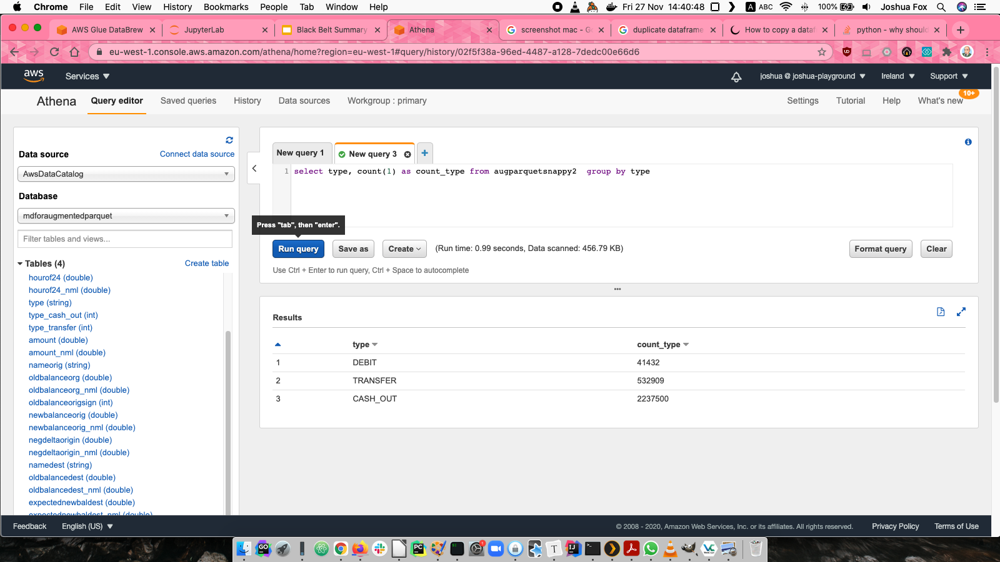 Chrome File Edit View History Bookmarks People Tab Window Help
A ABC 100% Fri 27 Nov 14:40:48 Joshua Fox
AWS Glue DataBrew
JupyterLab
Black Belt Summary
Athena
screenshot mac - G
duplicate dataframe
How to copy a dataf
python - why should
eu-west-1.console.aws.amazon.com/athena/home?region=eu-west-1#query/history/02f5f38a-96ed-4487-a128-7dedc00e66d6
aws Services joshua @ joshua-playground Ireland Support
Athena Query editor Saved queries History Data sources Workgroup : primary Settings Tutorial Help What's new 10+
Data source Connect data source
AwsDataCatalog
Database
mdforaugmentedparquet
Filter tables and views...
Tables (4) Create table
hourof24 (double)
hourof24_nml (double)
type (string)
type_cash_out (int)
type_transfer (int)
amount (double)
amount_nml (double)
nameorig (string)
oldbalanceorg (double)
oldbalanceorg_nml (double)
oldbalanceorigsign (int)
newbalanceorig (double)
newbalanceorig_nml (double)
negdeltaorigin (double)
negdeltaorigin_nml (double)
namedest (string)
oldbalancedest (double)
oldbalancedest_nml (double)
expectednewbaldest (double)
expectednewbaldest_nml (double)
New query 1 New query 3 +
1 select type, count(1) as count_type from augparquetsnappy2 group by type
Press "tab", then "enter".
Run query Save as Create (Run time: 0.99 seconds, Data scanned: 456.79 KB) Format query Clear
Use Ctrl + Enter to run query, Ctrl + Space to autocomplete
Results
type count_type
1 DEBIT 41432
2 TRANSFER 532909
3 CASH_OUT 2237500
Feedback English (US) © 2008 - 2020, Amazon Web Services, Inc. or its affiliates. All rights reserved. Privacy Policy Terms of Use
GO PC T IJ VC